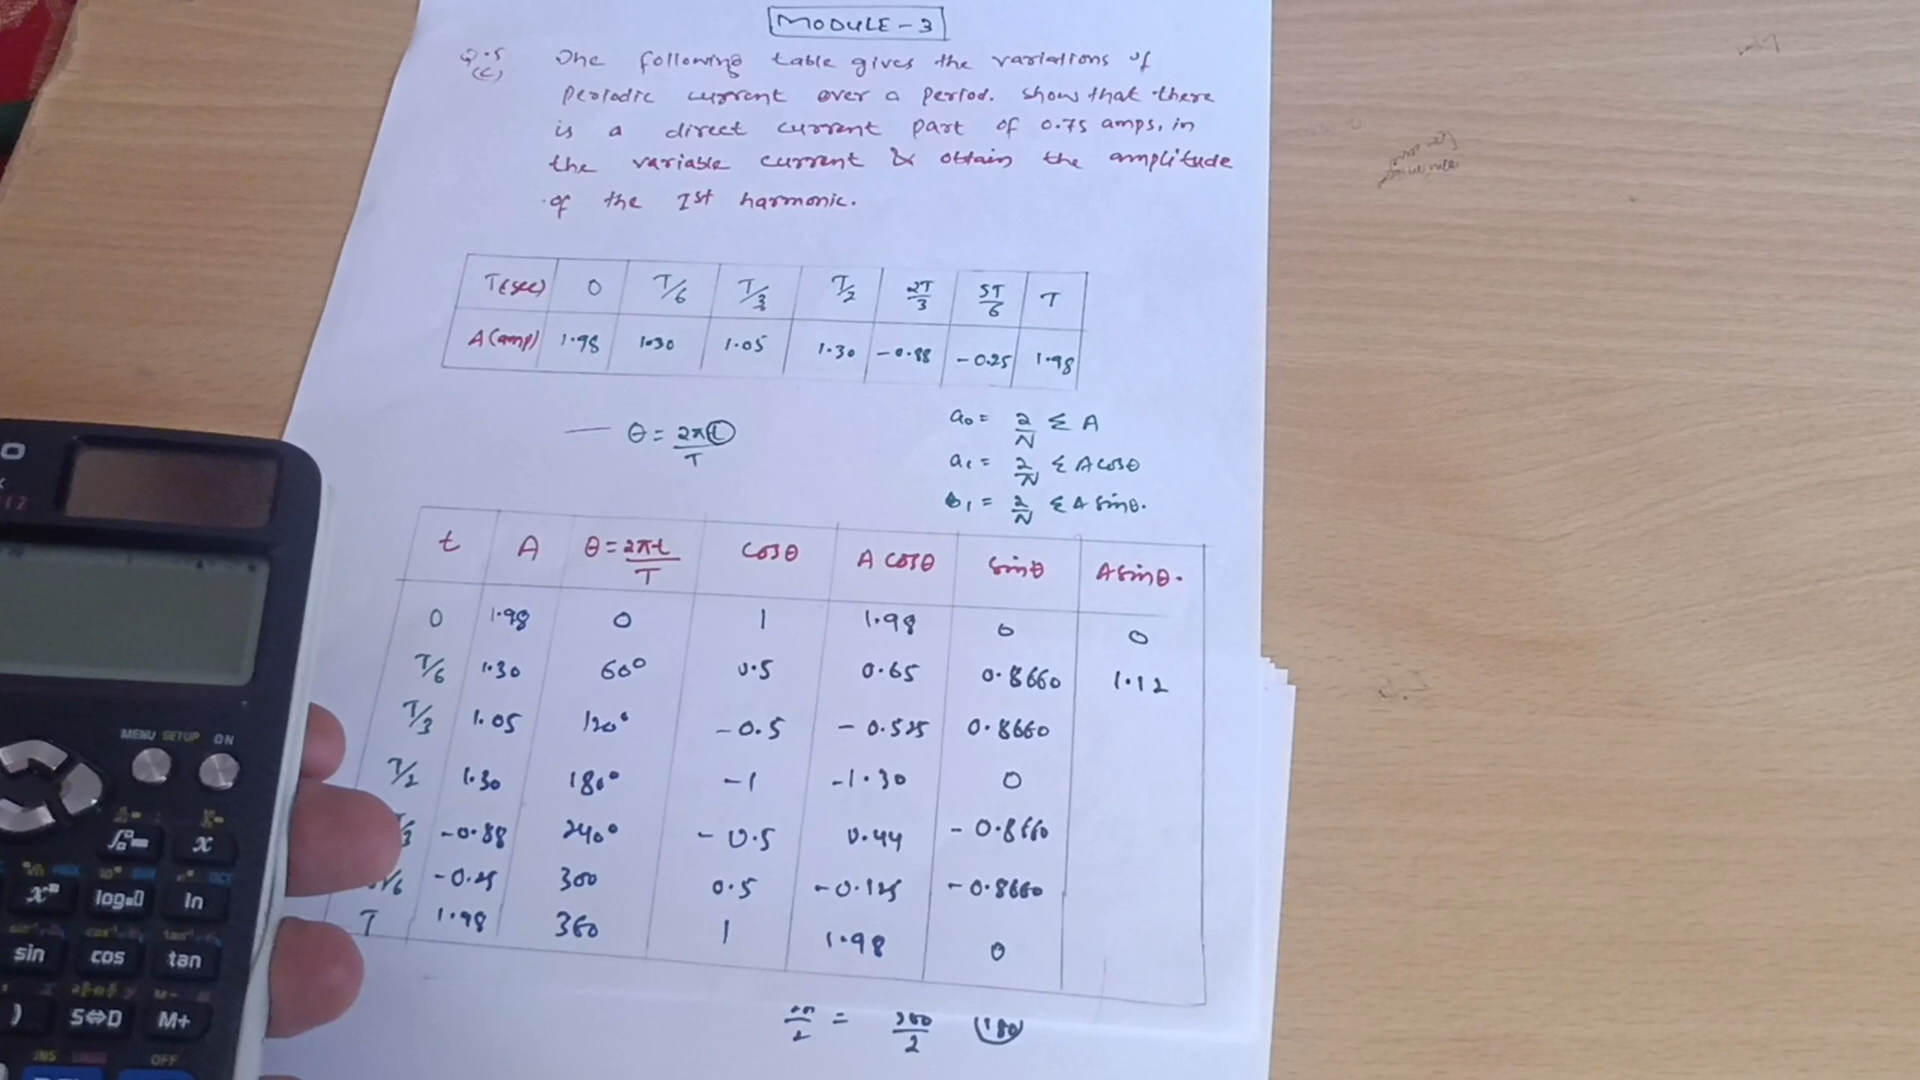 MODULE-3
Q.5 The following table gives the variations of
(c)
Periodic current over a period. Show that there
is a direct current part of 0.75 amps, in
the variable current & obtain the amplitude
of the 1st harmonic.
T(sec) 0 T/6 T/3 T/2 2T/3 5T/6 T
A(amp) 1.98 1.30 1.05 1.30 -0.88 -0.25 1.98
a0 = 2/N Σ A
θ = 2πt/T
a1 = 2/N Σ A cosθ
b1 = 2/N Σ A sinθ.
t A θ = 2πt/T cosθ A cosθ sinθ A sinθ.
0 1.98 0 1 1.98 0 0
T/6 1.30 60° 0.5 0.65 0.8660 1.12
T/3 1.05 120° -0.5 -0.525 0.8660
T/2 1.30 180° -1 -1.30 0
/3 -0.88 240° -0.5 0.44 -0.8660
/6 -0.25 300 0.5 -0.125 -0.8660
T 1.98 360 1 1.98 0
= 360/2 (180)
MENU SETUP ON
x
log ln
sin cos tan
) S⇔D M+
INS OFF